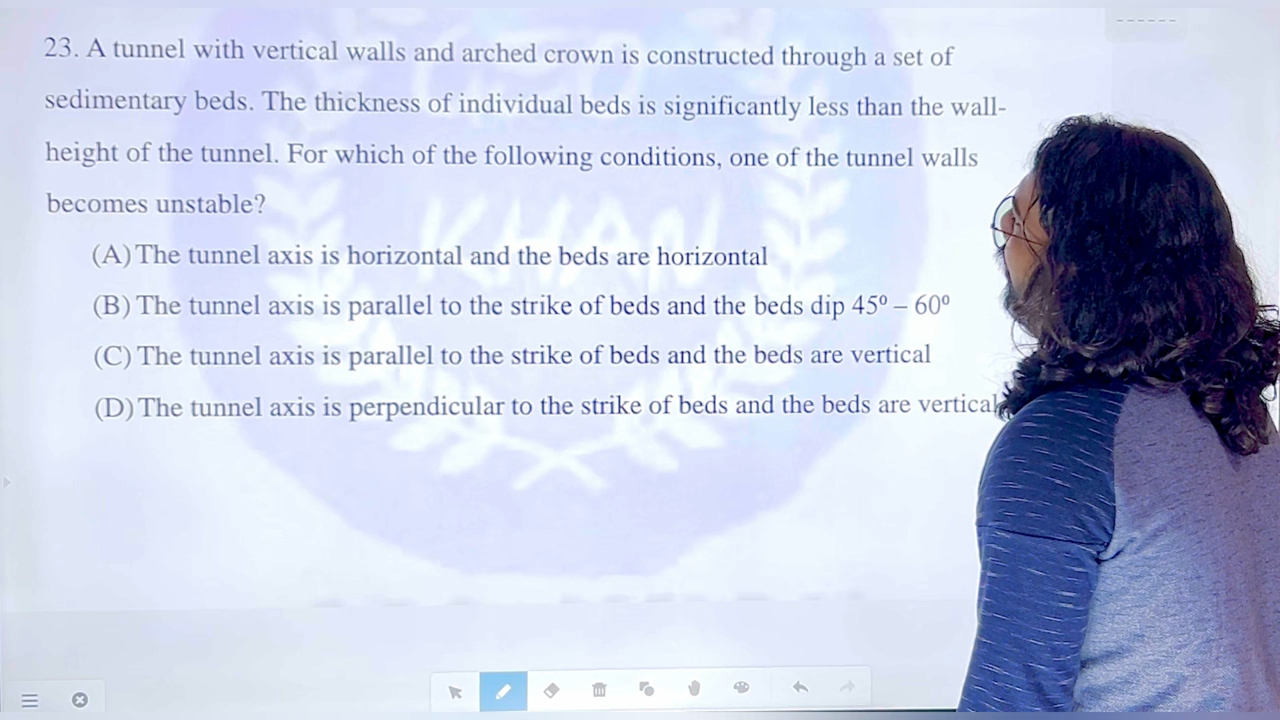 23. A tunnel with vertical walls and arched crown is constructed through a set of
sedimentary beds. The thickness of individual beds is significantly less than the wall-
height of the tunnel. For which of the following conditions, one of the tunnel walls
becomes unstable?
(A) The tunnel axis is horizontal and the beds are horizontal
(B) The tunnel axis is parallel to the strike of beds and the beds dip 45⁰ – 60⁰
(C) The tunnel axis is parallel to the strike of beds and the beds are vertical
(D) The tunnel axis is perpendicular to the strike of beds and the beds are vertical
KHAN